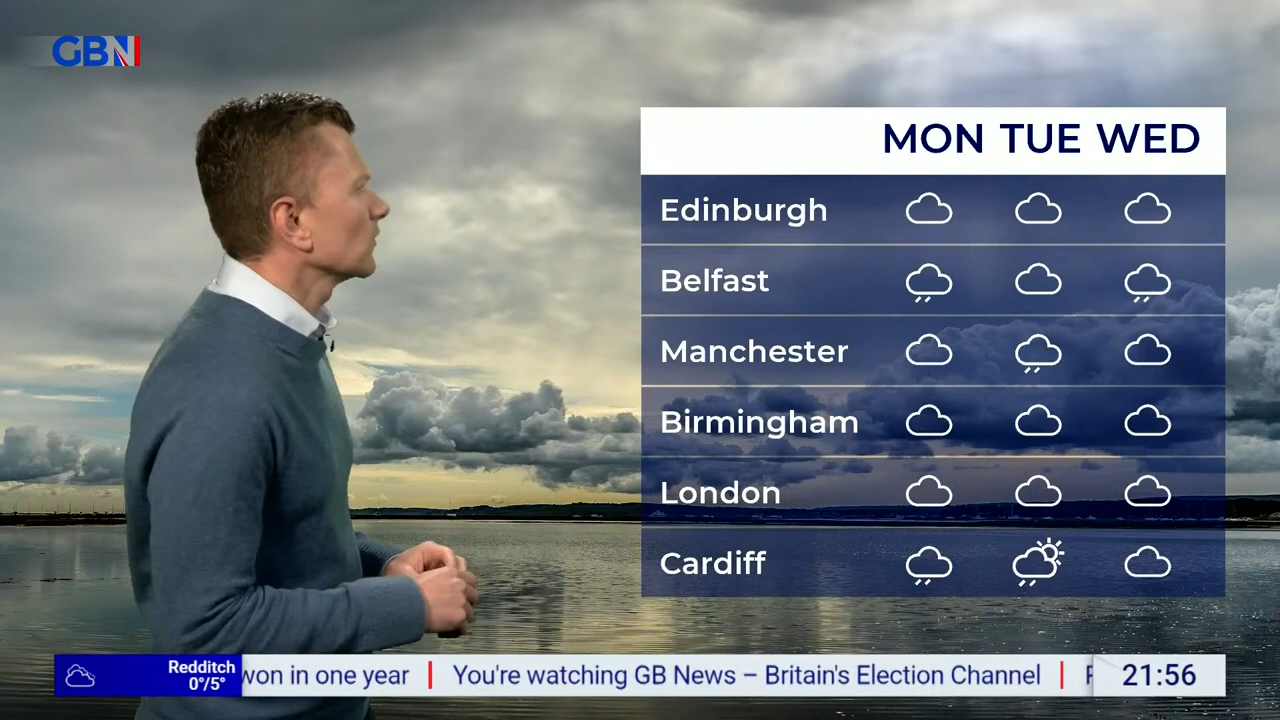 GBN
MON TUE WED
Edinburgh
Belfast
Manchester
Birmingham
London
Cardiff
Redditch
0°/5°
won in one year | You're watching GB News – Britain's Election Channel |
21:56